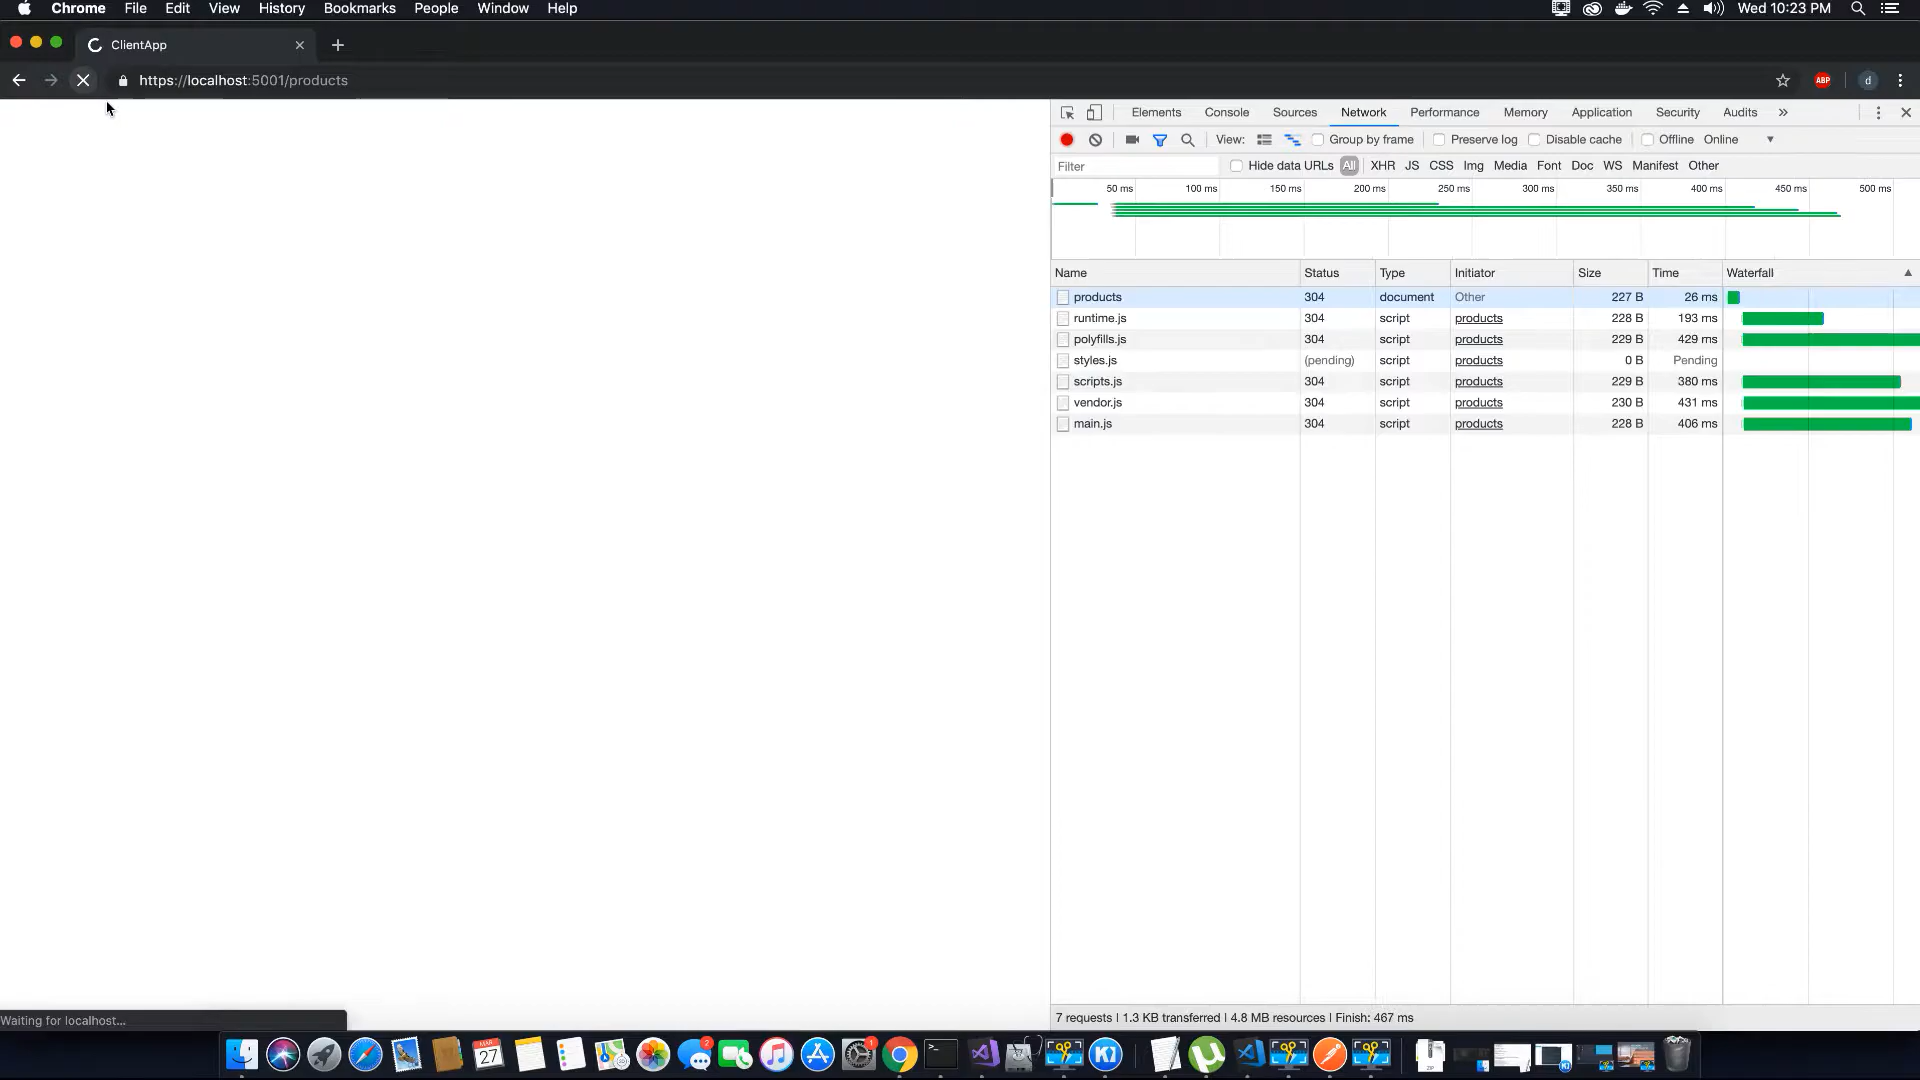 Chrome File Edit View History Bookmarks People Window Help Wed 10:23 PM
ClientApp
https://localhost:5001/products ABP d
Elements Console Sources Network Performance Memory Application Security Audits
View: Group by frame Preserve log Disable cache Offline Online
Filter Hide data URLs All XHR JS CSS Img Media Font Doc WS Manifest Other
50 ms 100 ms 150 ms 200 ms 250 ms 300 ms 350 ms 400 ms 450 ms 500 ms
Name Status Type Initiator Size Time Waterfall
products 304 document Other 227 B 26 ms
runtime.js 304 script products 228 B 193 ms
polyfills.js 304 script products 229 B 429 ms
styles.js (pending) script products 0 B Pending
scripts.js 304 script products 229 B 380 ms
vendor.js 304 script products 230 B 431 ms
main.js 304 script products 228 B 406 ms
Waiting for localhost...
7 requests | 1.3 KB transferred | 4.8 MB resources | Finish: 467 ms
MAR
27
2
1